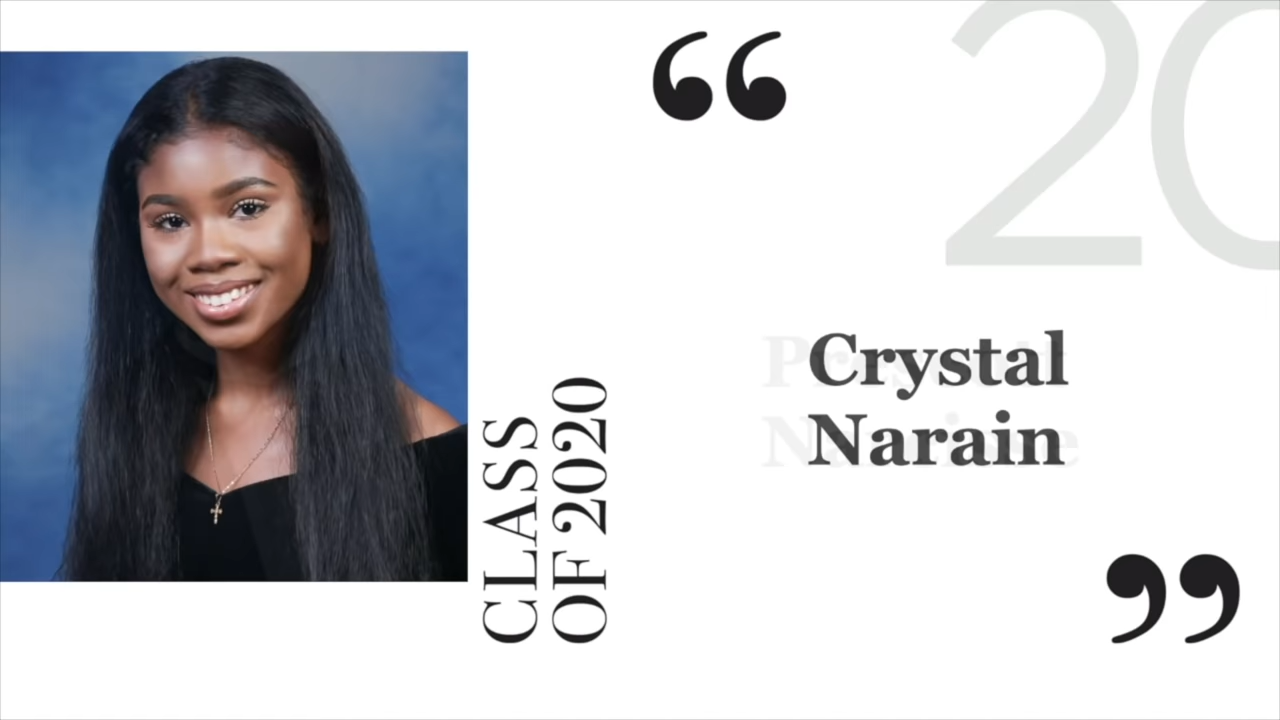 “
20
CLASS
OF 2020
Crystal
Narain
”